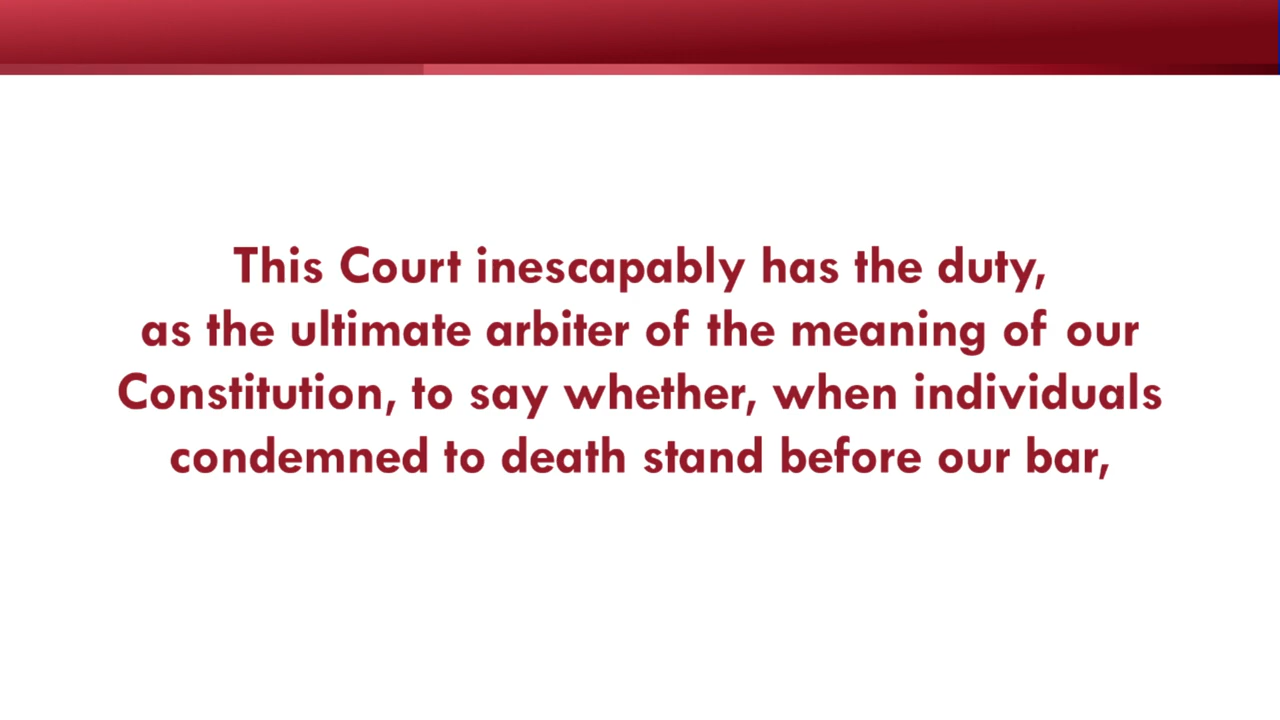 This Court inescapably has the duty,
as the ultimate arbiter of the meaning of our
Constitution, to say whether, when individuals
condemned to death stand before our bar,